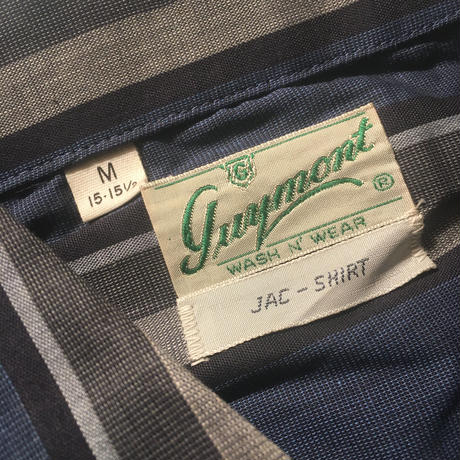 M
15-15½
G
Guymont
®
WASH N' WEAR
JAC-SHIRT